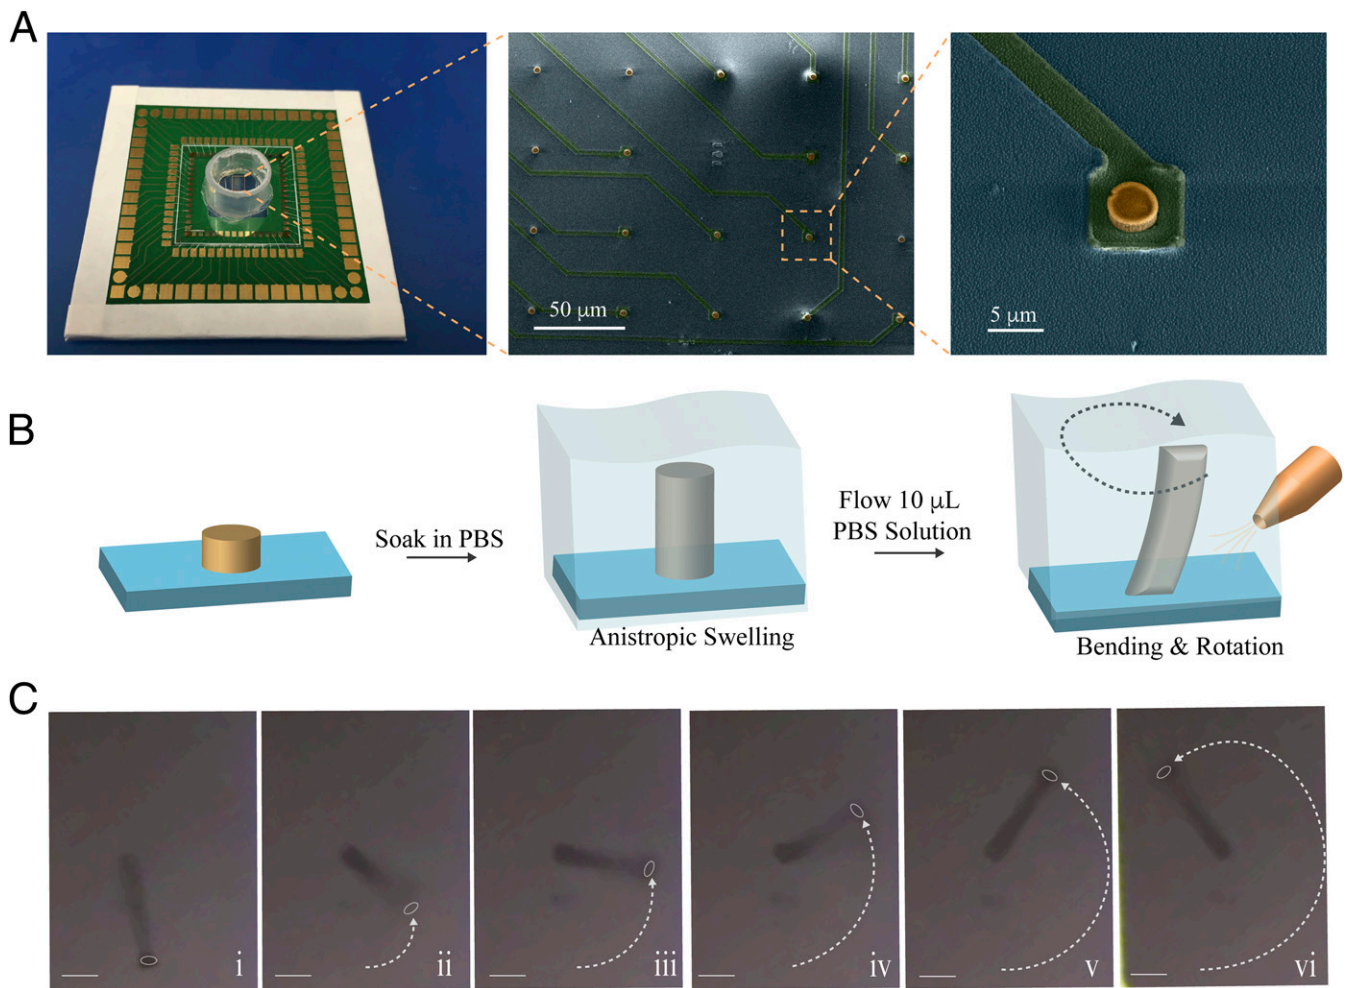 A
50 μm
5 μm
B
Soak in PBS
Anistropic Swelling
Flow 10 μL
PBS Solution
Bending & Rotation
C
i
ii
iii
iv
v
vi